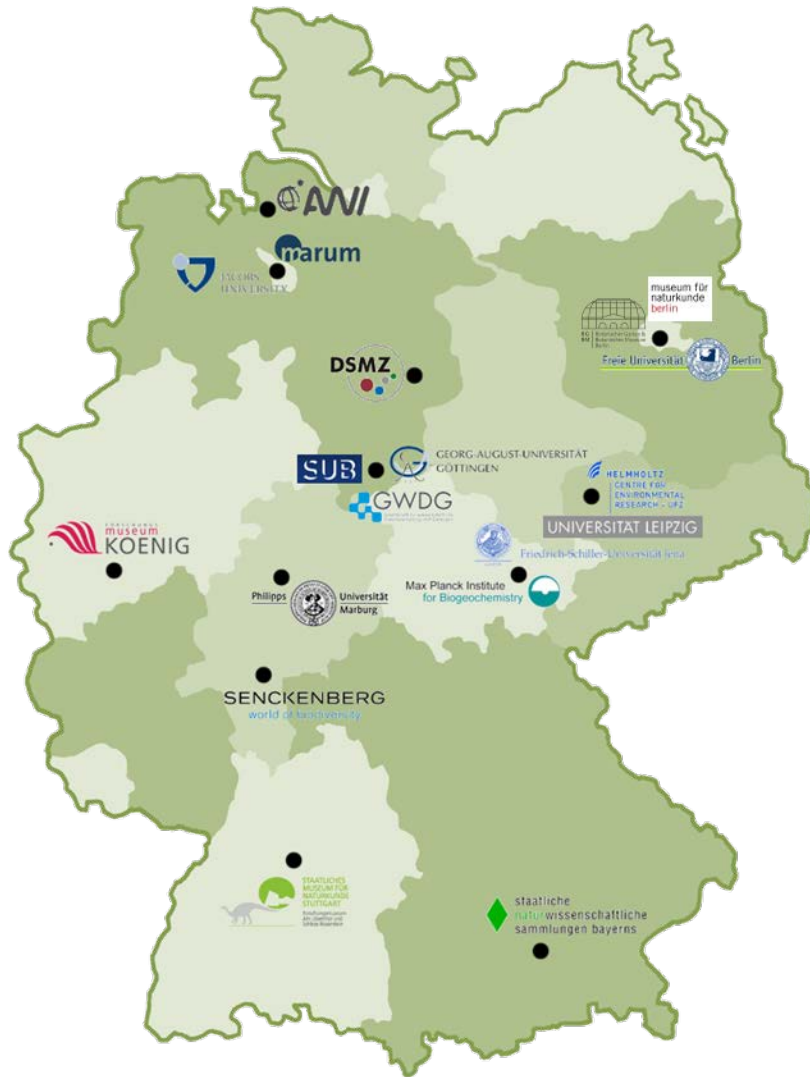 AWI
marum
JACOBS
UNIVERSITY
museum für
naturkunde
berlin
Freie Universität Berlin
DSMZ
SUB
GEORG-AUGUST-UNIVERSITÄT
GÖTTINGEN
GWDG
HELMHOLTZ
CENTRE FOR
ENVIRONMENTAL
RESEARCH – UFZ
UNIVERSITÄT LEIPZIG
FORSCHUNGS
museum
KOENIG
Friedrich-Schiller-Universität Jena
Max Planck Institute
for Biogeochemistry
Philipps Universität
Marburg
SENCKENBERG
world of biodiversity
STAATLICHES
MUSEUM FÜR
NATURKUNDE
STUTTGART
staatliche
naturwissenschaftliche
sammlungen bayerns